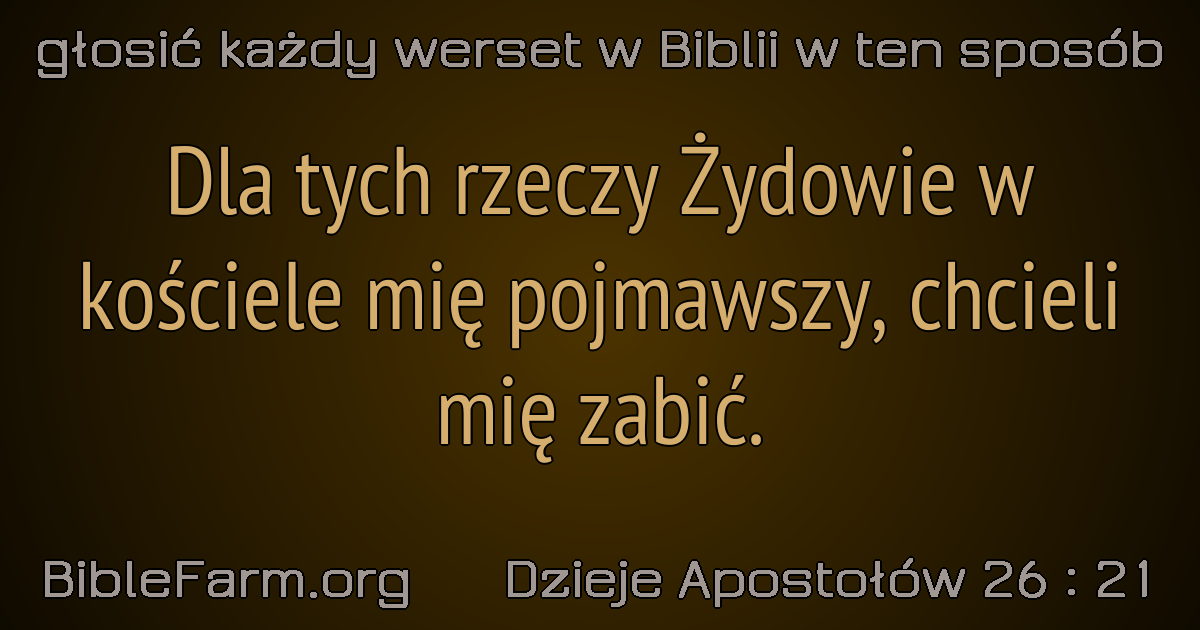 głosić każdy werset w Biblii w ten sposób
Dla tych rzeczy Żydowie w
kościele mię pojmawszy, chcieli
mię zabić.
BibleFarm.org Dzieje Apostołów 26 : 21